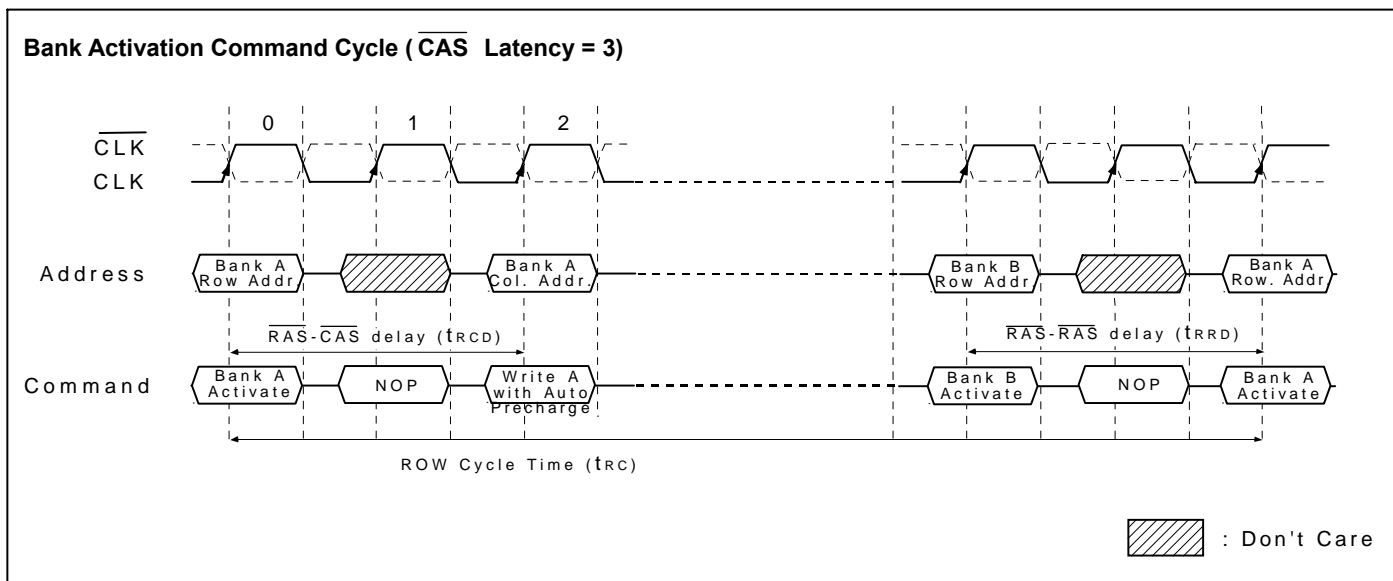 Bank Activation Command Cycle ( CAS Latency = 3)
0 1 2
CLK
CLK
Address
Bank A
Row Addr.
Bank A
Col. Addr.
Bank B
Row Addr.
Bank A
Row. Addr.
RAS-CAS delay (tRCD)
RAS-RAS delay (tRRD)
Command
Bank A
Activate
NOP
Write A
with Auto
Precharge
Bank B
Activate
NOP
Bank A
Activate
ROW Cycle Time (tRC)
: Don't Care